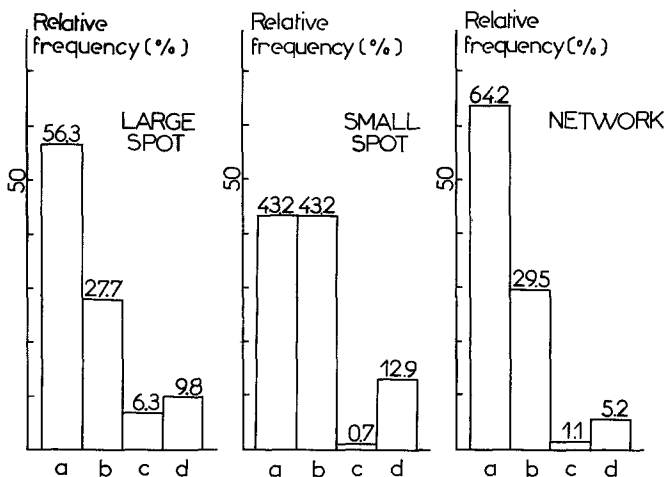 Relative
frequency (%)
LARGE
SPOT
50
56.3
27.7
6.3
9.8
a b c d
Relative
frequency (%)
SMALL
SPOT
50
43.2
43.2
0.7
12.9
a b c d
Relative
frequency (%)
NETWORK
50
64.2
29.5
1.1
5.2
a b c d